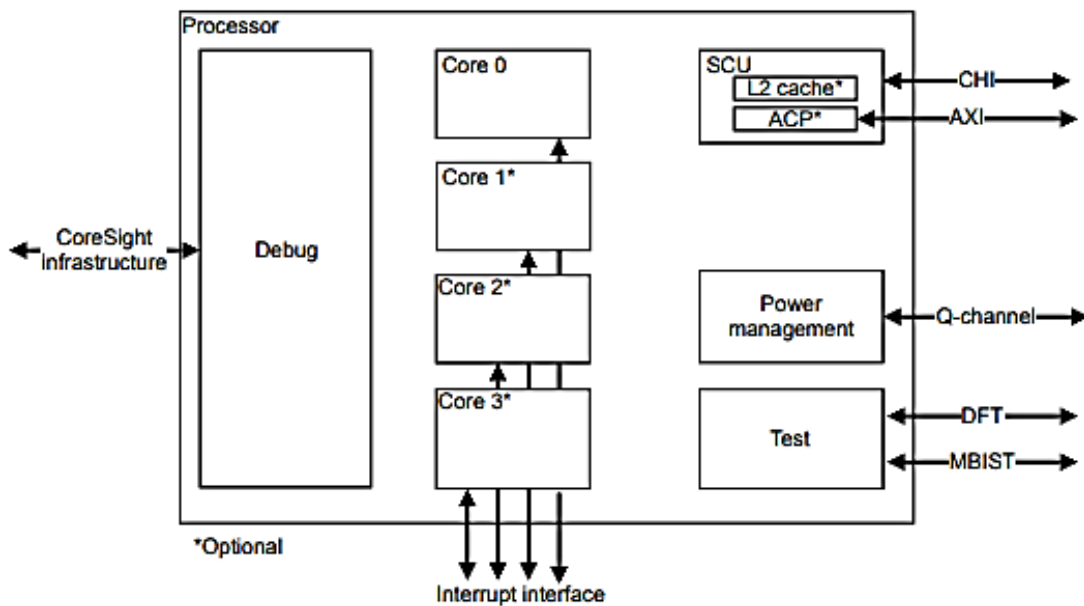 Processor
Core 0
SCU
L2 cache*
CHI
ACP*
AXI
Core 1*
CoreSight
infrastructure
Debug
Core 2*
Power
management
Q-channel
Core 3*
Test
DFT
MBIST
*Optional
Interrupt interface